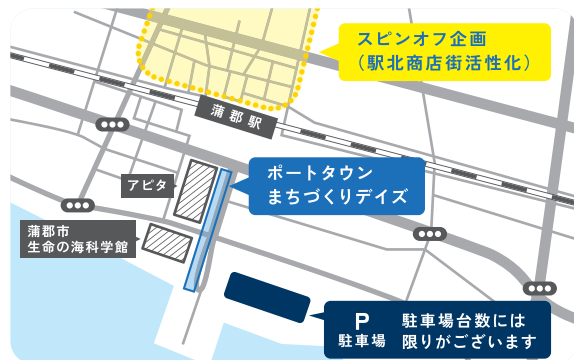 スピンオフ企画
（駅北商店街活性化）
蒲郡駅
アピタ
ポートタウン
まちづくりデイズ
蒲郡市
生命の海科学館
P
駐車場
駐車場台数には
限りがございます